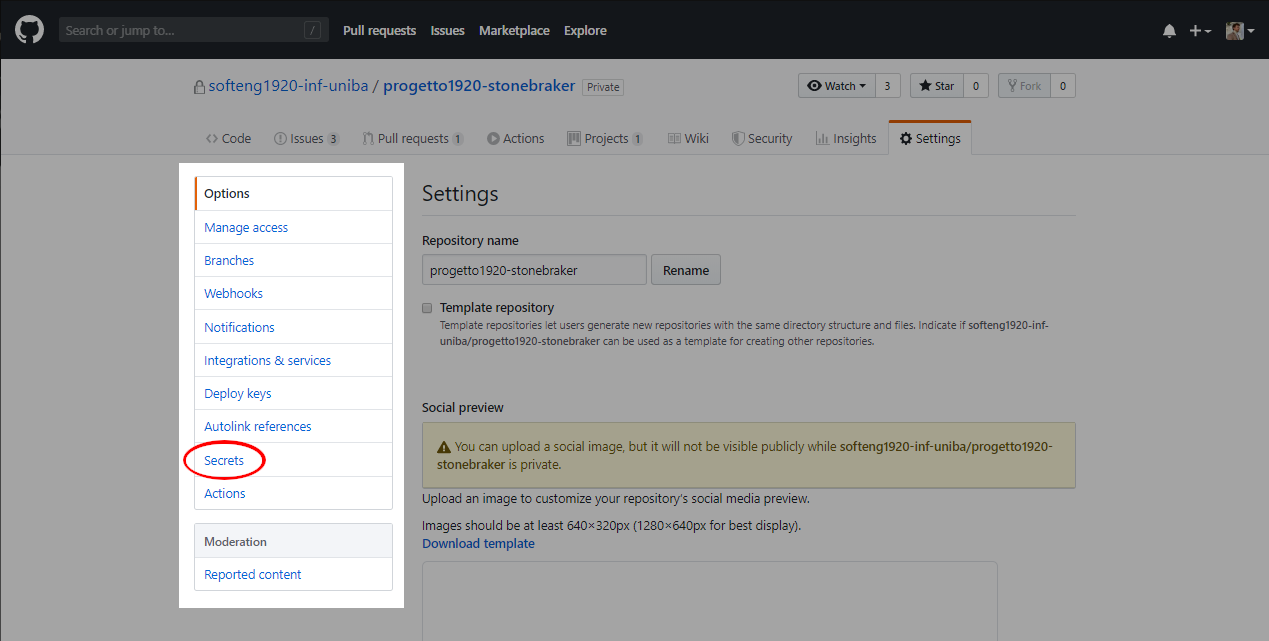 Search or jump to... /
Pull requests Issues Marketplace Explore
softeng1920-inf-uniba / progetto1920-stonebraker Private
Watch 3 Star 0 Fork 0
Code Issues 3 Pull requests 1 Actions Projects 1 Wiki Security Insights Settings
Options
Manage access
Branches
Webhooks
Notifications
Integrations & services
Deploy keys
Autolink references
Secrets
Actions
Moderation
Reported content
Settings
Repository name
progetto1920-stonebraker Rename
Template repository
Template repositories let users generate new repositories with the same directory structure and files. Indicate if softeng1920-inf-
uniba/progetto1920-stonebraker can be used as a template for creating other repositories.
Social preview
You can upload a social image, but it will not be visible publicly while softeng1920-inf-uniba/progetto1920-
stonebraker is private.
Upload an image to customize your repository's social media preview.
Images should be at least 640×320px (1280×640px for best display).
Download template